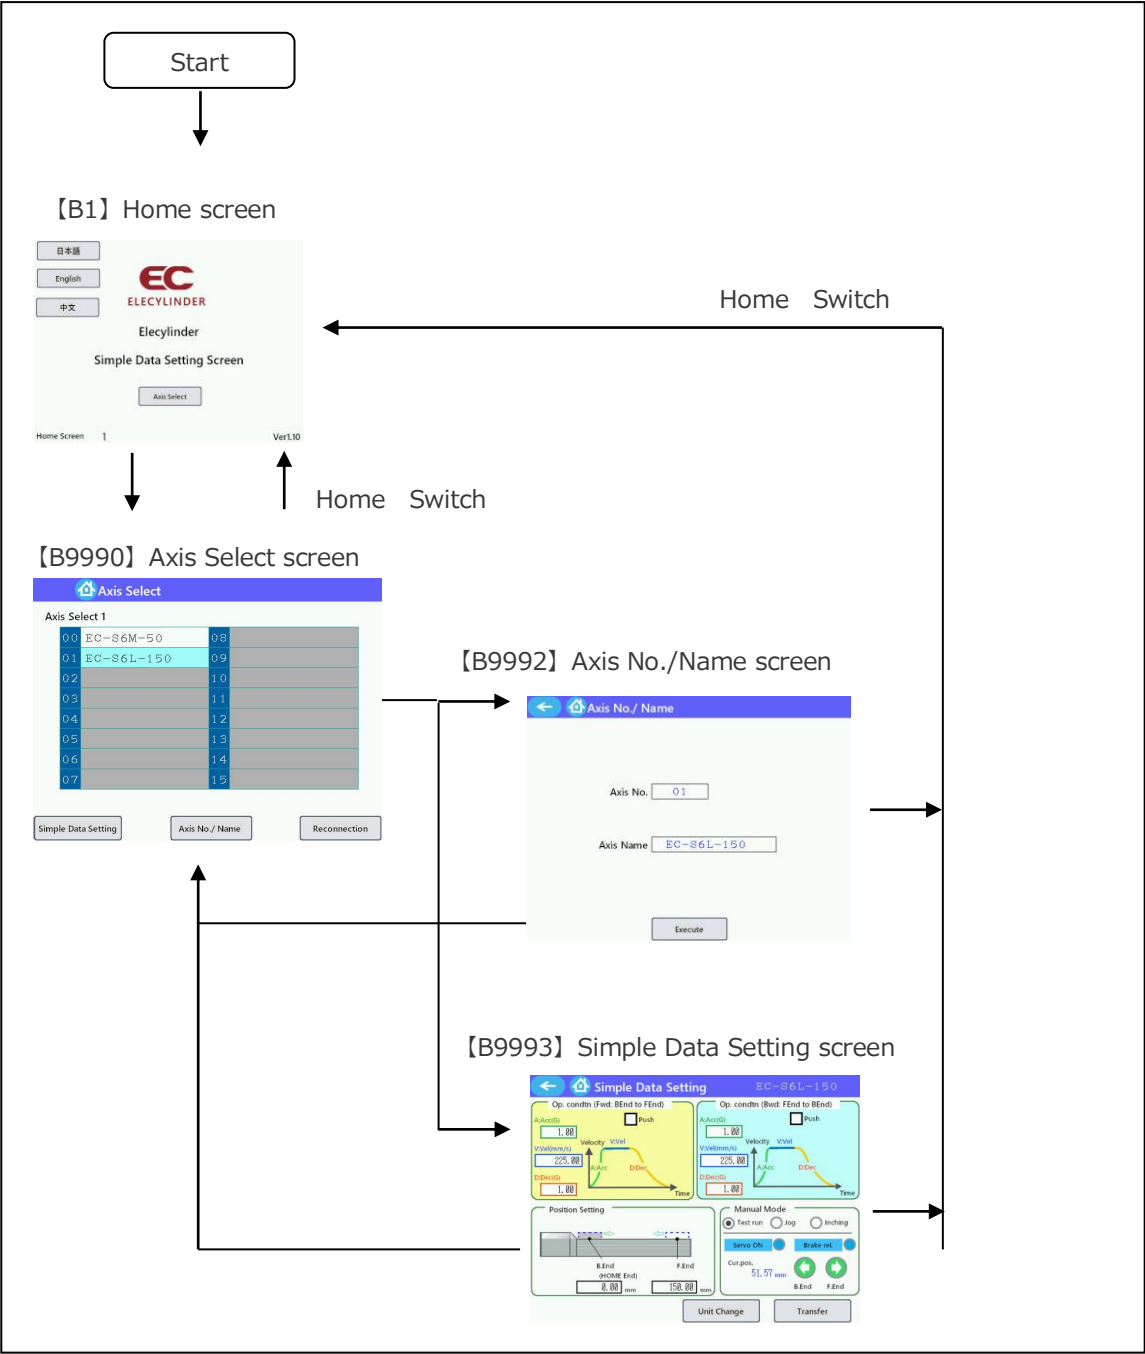 Start
【B1】Home screen
日本語
English
中文
EC
ELECYLINDER
Elecylinder
Simple Data Setting Screen
Axis Select
Home Screen 1 Ver1.10
Home Switch
Home Switch
【B9990】Axis Select screen
Axis Select
Axis Select 1
00 EC-S6M-50 08
01 EC-S6L-150 09
02 10
03 11
04 12
05 13
06 14
07 15
Simple Data Setting Axis No./ Name Reconnection
【B9992】Axis No./Name screen
Axis No./ Name
Axis No. 01
Axis Name EC-S6L-150
Execute
【B9993】Simple Data Setting screen
Simple Data Setting EC-S6L-150
Op. condtn (Fwd: BEnd to FEnd)
A:Acc(G) Push
1.00
V:Vel(mm/s) Velocity V:Vel
225.00
A:Acc D:Dec
D:Dec(G)
1.00 Time
Op. condtn (Bwd: FEnd to BEnd)
A:Acc(G) Push
1.00
V:Vel(mm/s) Velocity V:Vel
225.00
A:Acc D:Dec
D:Dec(G)
1.00 Time
Position Setting
B.End F.End
(HOME End)
0.00 mm 150.00 mm
Manual Mode
Test run Jog Inching
Servo ON Brake rel.
Cur.pos.
51.57 mm
B.End F.End
Unit Change Transfer